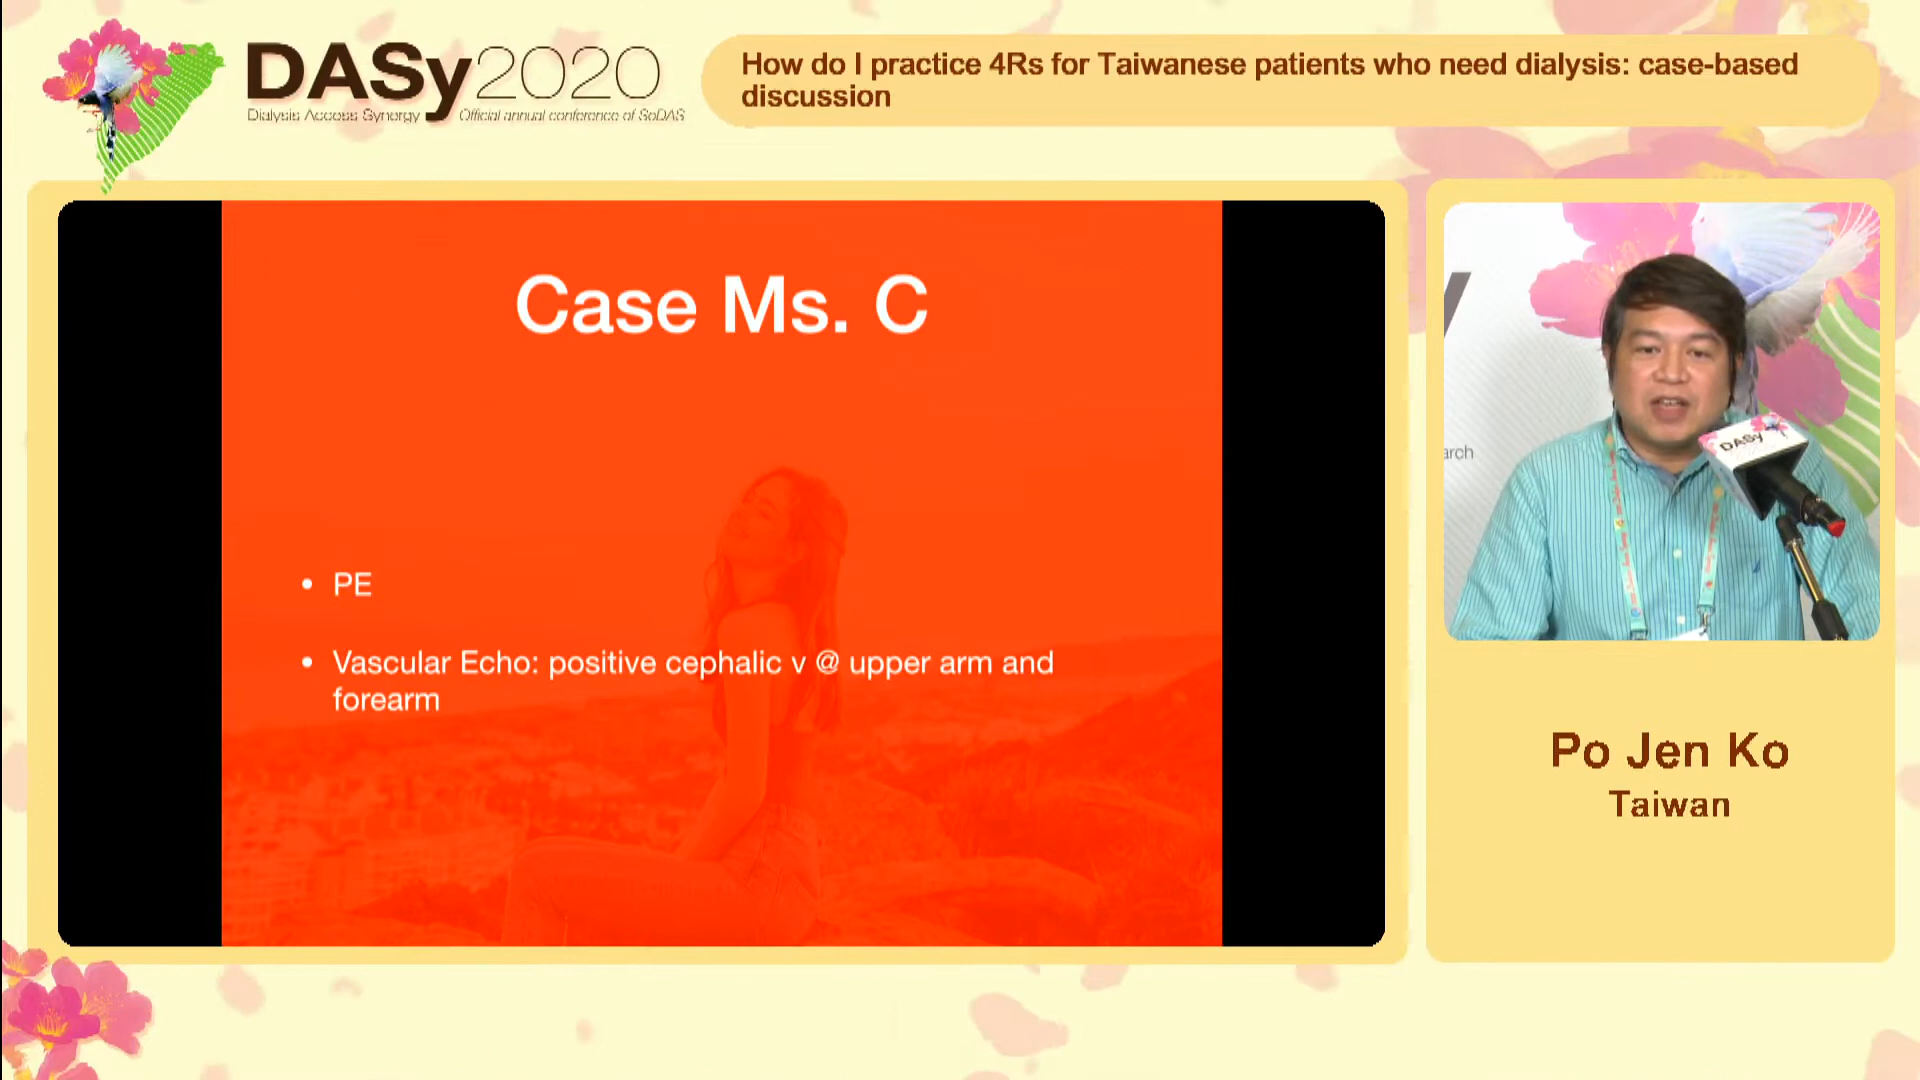 DASy2020
Dialysis Access Synergy Official annual conference of SoDAS
How do I practice 4Rs for Taiwanese patients who need dialysis: case-based
discussion
Case Ms. C
• PE
• Vascular Echo: positive cephalic v @ upper arm and
forearm
arch
DASy
Po Jen Ko
Taiwan